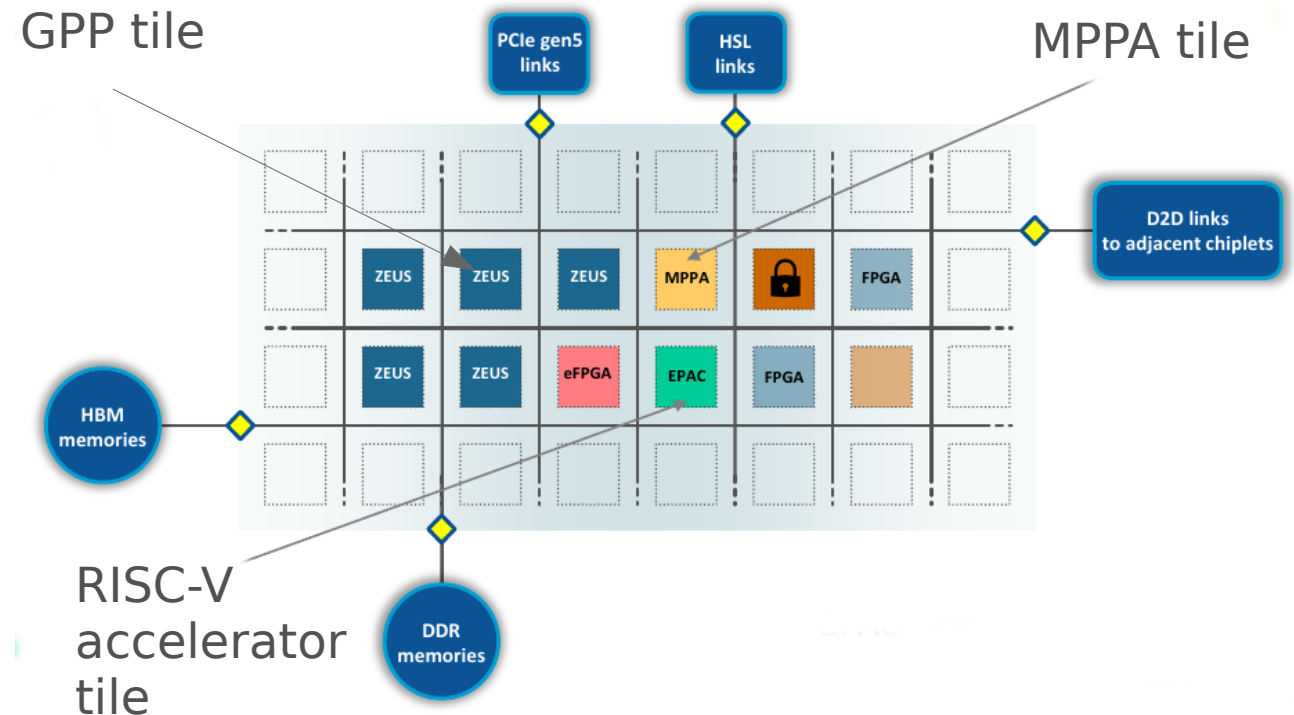 GPP tile
PCIe gen5
links
HSL
links
MPPA tile
D2D links
to adjacent chiplets
ZEUS
ZEUS
ZEUS
MPPA
FPGA
ZEUS
ZEUS
eFPGA
EPAC
FPGA
HBM
memories
RISC-V
accelerator
tile
DDR
memories